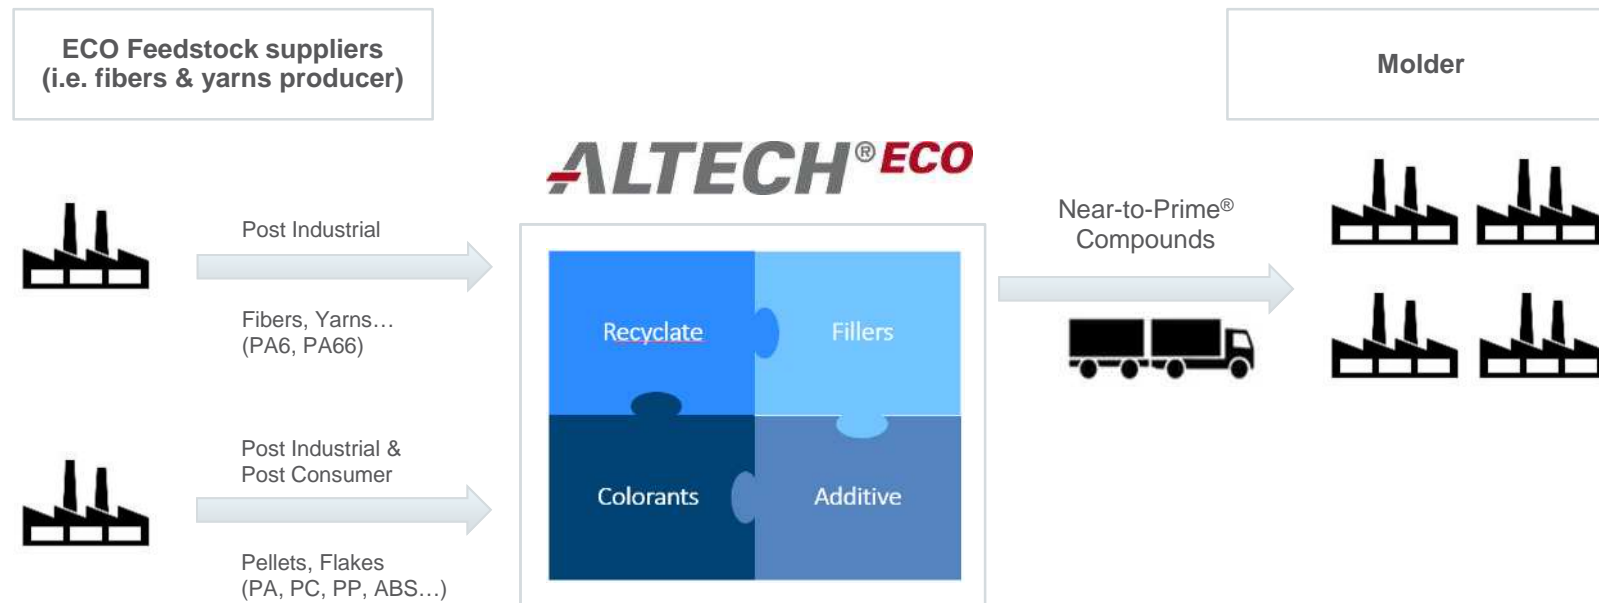 ECO Feedstock suppliers
(i.e. fibers & yarns producer)
Molder
ALTECH® ECO
Post Industrial
Fibers, Yarns…
(PA6, PA66)
Post Industrial &
Post Consumer
Pellets, Flakes
(PA, PC, PP, ABS…)
Recyclate
Fillers
Colorants
Additive
Near-to-Prime®
Compounds